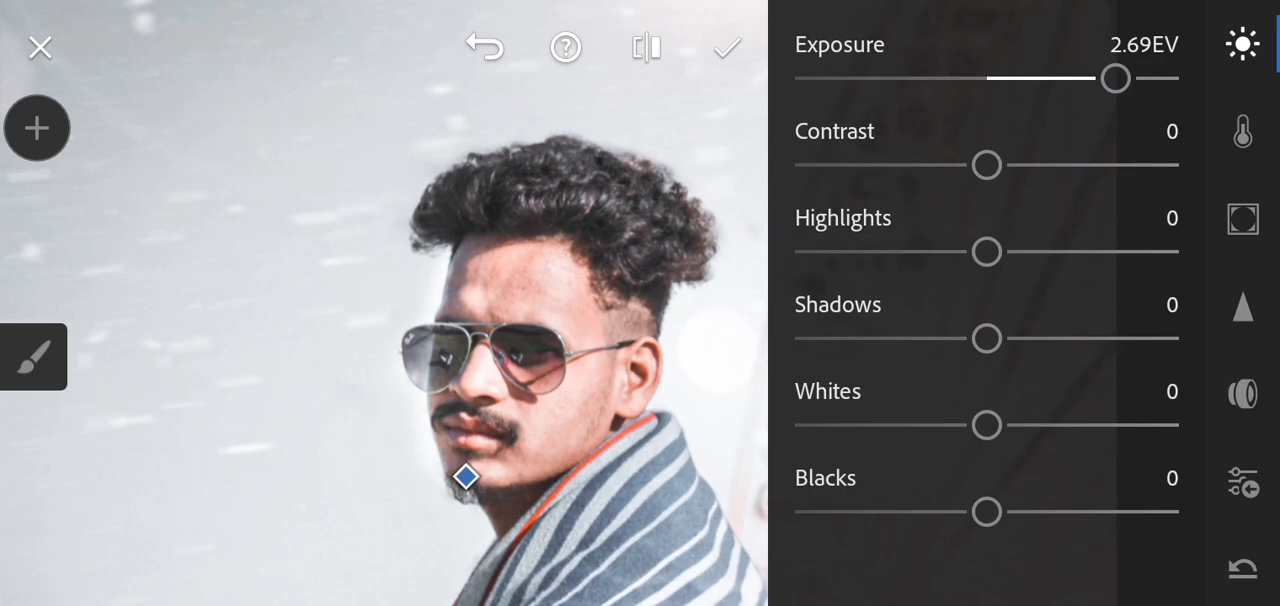 Exposure 2.69EV
Contrast 0
Highlights 0
Shadows 0
Whites 0
Blacks 0